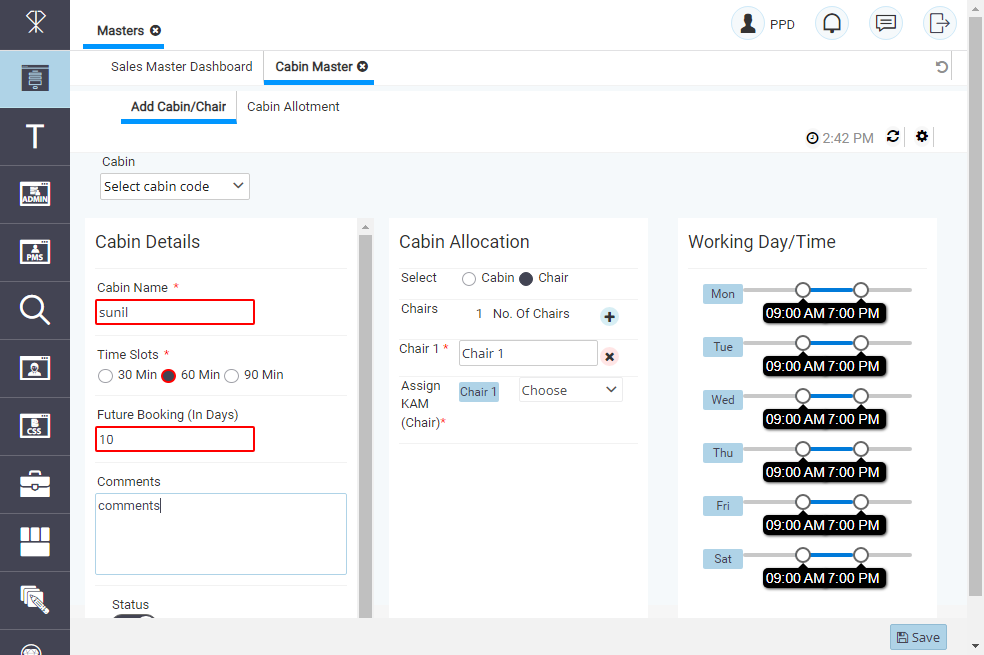 Masters
PPD
Sales Master Dashboard
Cabin Master
Add Cabin/Chair
Cabin Allotment
2:42 PM
T
ADMIN
PMS
CSS
Cabin
Select cabin code
Cabin Details
Cabin Name *
sunil
Time Slots *
30 Min 60 Min 90 Min
Future Booking (In Days)
10
Comments
comments
Status
Cabin Allocation
Select Cabin Chair
Chairs 1 No. Of Chairs
Chair 1 * Chair 1
Assign
KAM
(Chair)*
Chair 1
Choose
Working Day/Time
Mon
09:00 AM 7:00 PM
Tue
09:00 AM 7:00 PM
Wed
09:00 AM 7:00 PM
Thu
09:00 AM 7:00 PM
Fri
09:00 AM 7:00 PM
Sat
09:00 AM 7:00 PM
Save